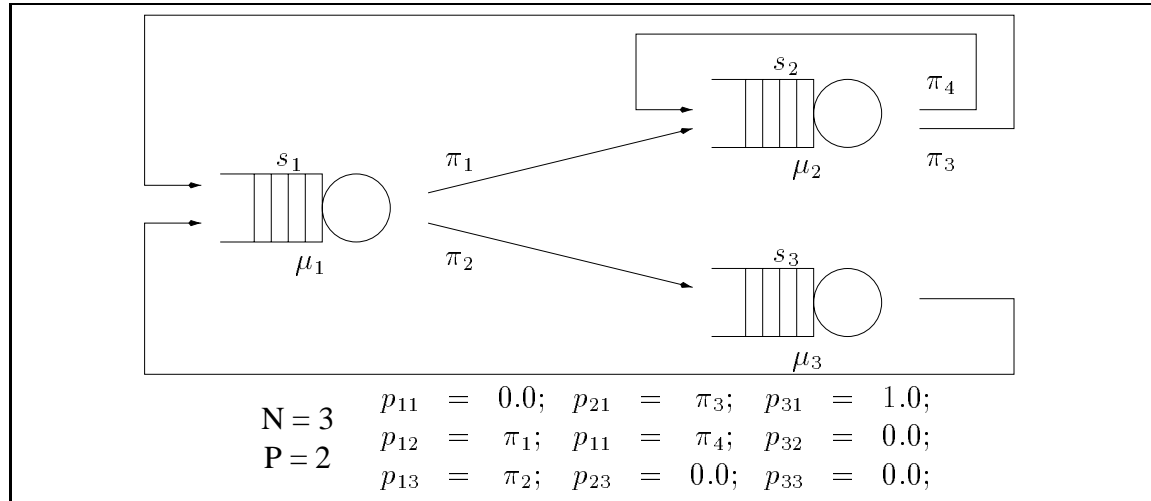 s₂
π₄
π₁
μ₂
π₃
s₁
μ₁
π₂
s₃
μ₃
N = 3
P = 2
p₁₁ = 0.0; p₂₁ = π₃; p₃₁ = 1.0;
p₁₂ = π₁; p₁₁ = π₄; p₃₂ = 0.0;
p₁₃ = π₂; p₂₃ = 0.0; p₃₃ = 0.0;